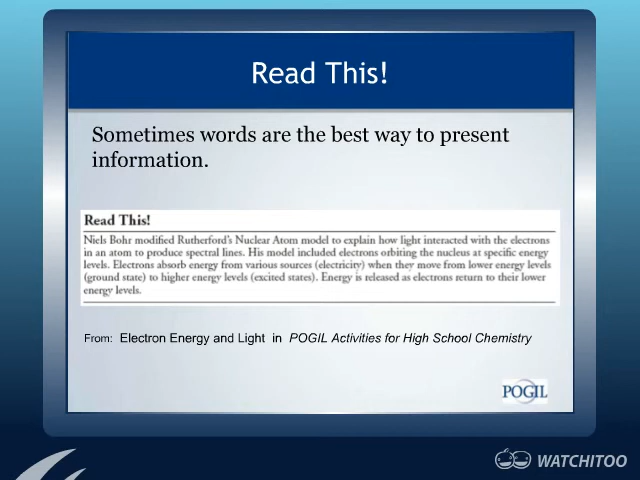 Read This!
Sometimes words are the best way to present
information.
Read This!
Niels Bohr modified Rutherford's Nuclear Atom model to explain how light interacted with the electrons
in an atom to produce spectral lines. His model included electrons orbiting the nucleus at specific energy
levels. Electrons absorb energy from various sources (electricity) when they move from lower energy levels
(ground state) to higher energy levels (excited states). Energy is released as electrons return to their lower
energy levels.
From: Electron Energy and Light in POGIL Activities for High School Chemistry
POGIL
WATCHITOO